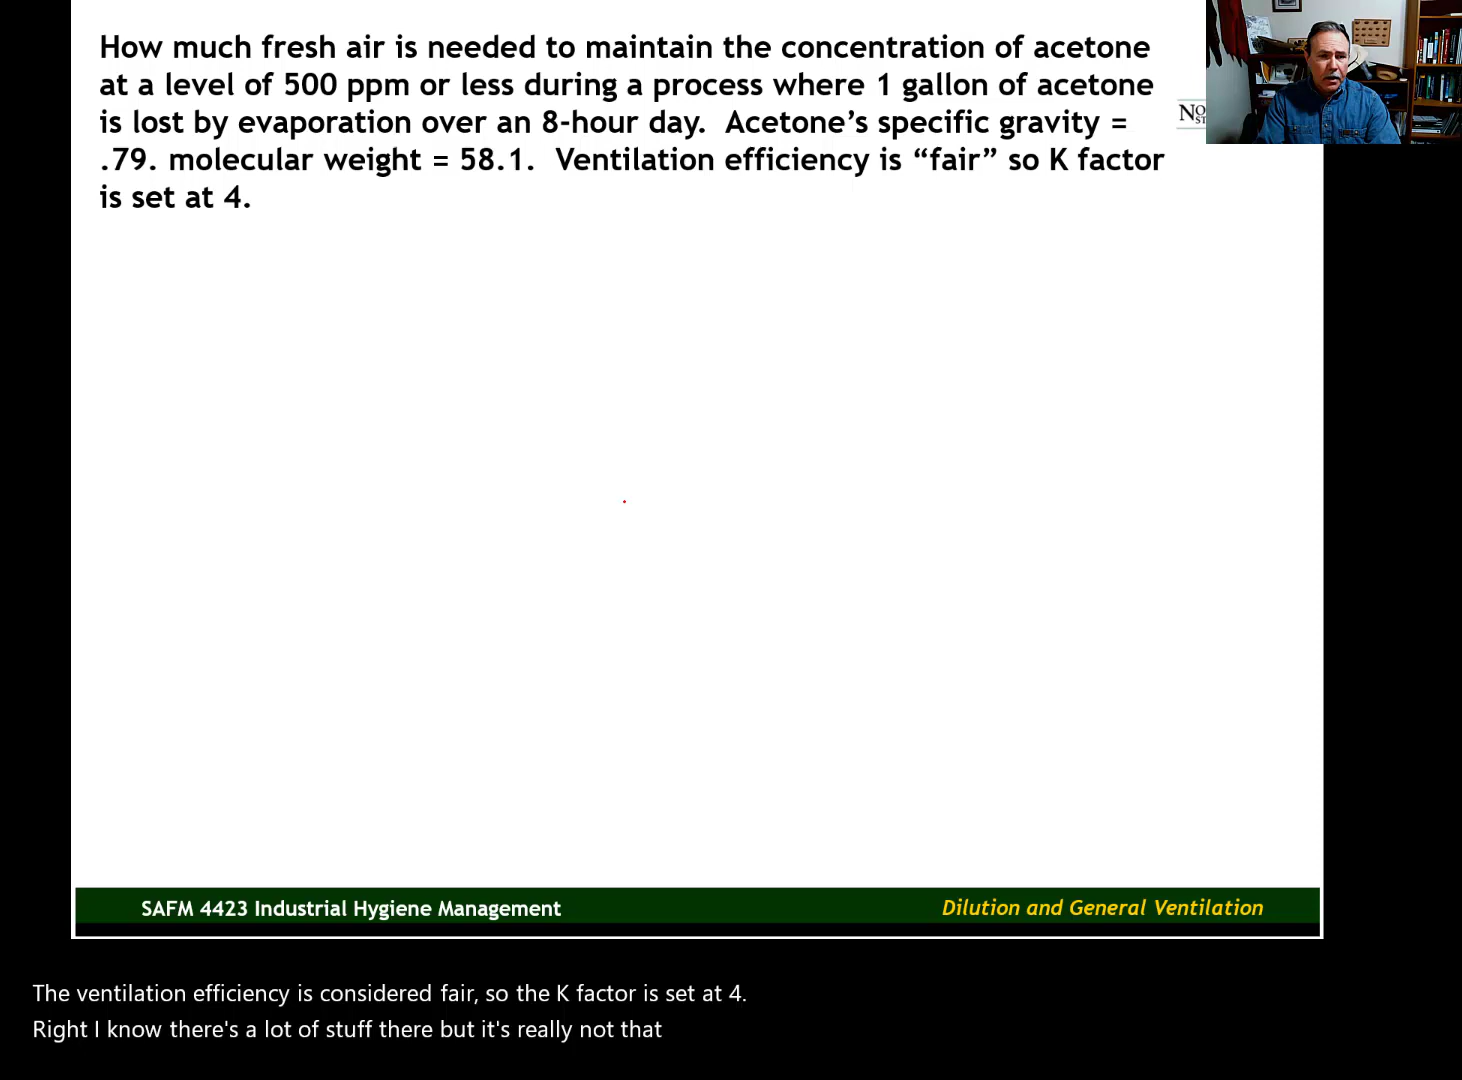 How much fresh air is needed to maintain the concentration of acetone
at a level of 500 ppm or less during a process where 1 gallon of acetone
is lost by evaporation over an 8-hour day.  Acetone’s specific gravity =
.79. molecular weight = 58.1.  Ventilation efficiency is “fair” so K factor
is set at 4.
SAFM 4423 Industrial Hygiene Management
Dilution and General Ventilation
The ventilation efficiency is considered fair, so the K factor is set at 4.
Right I know there's a lot of stuff there but it's really not that